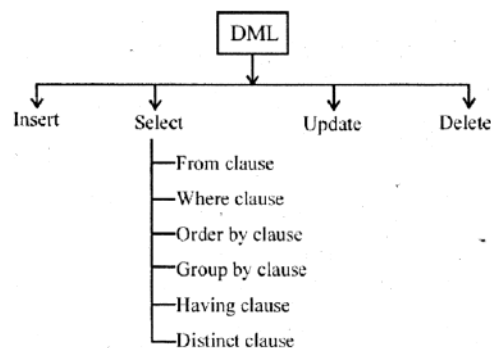 DML
Insert Select Update Delete
From clause
Where clause
Order by clause
Group by clause
Having clause
Distinct clause